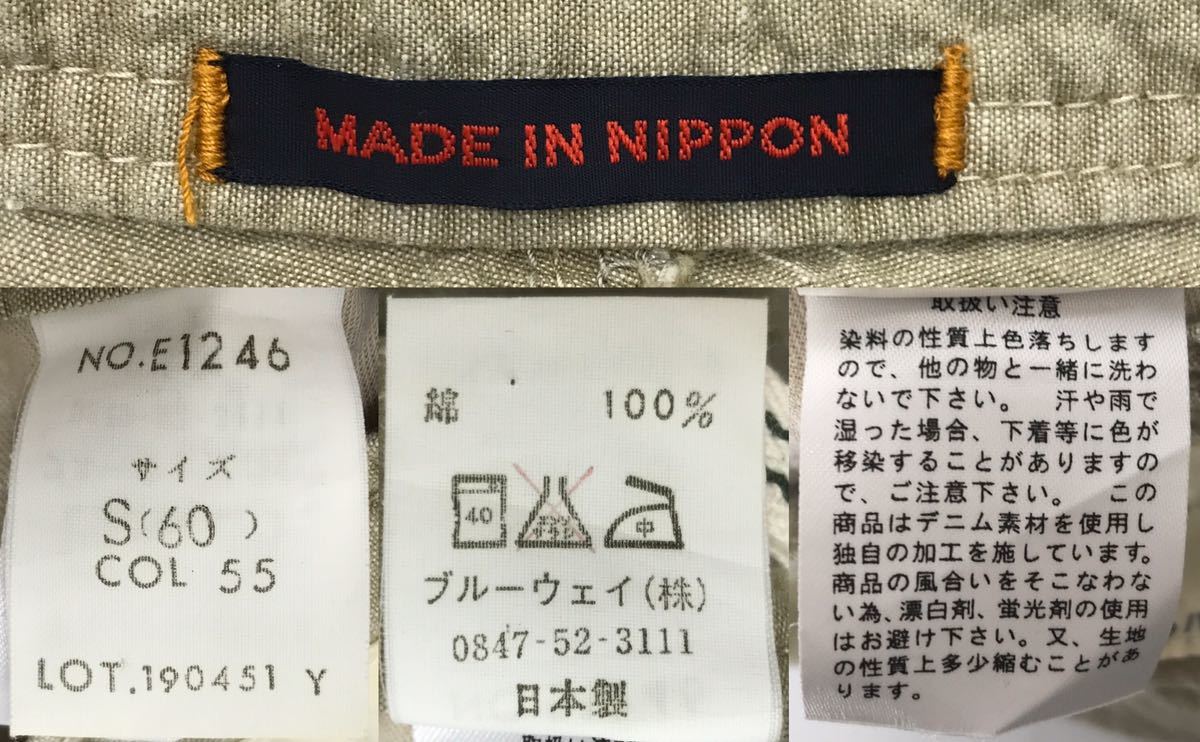 MADE IN NIPPON
NO.E1246
サイズ
S(60)
COL 55
LOT.190451 Y
綿 100%
40 中
ブルーウェイ(株)
0847-52-3111
日本製
取扱い注意
染料の性質上色落ちします
ので、他の物と一緒に洗わ
ないで下さい。 汗や雨で
湿った場合、下着等に色が
移染することがありますの
で、ご注意下さい。 この
商品はデニム素材を使用し
独自の加工を施しています。
商品の風合いをそこなわな
い為、漂白剤、蛍光剤の使用
はお避け下さい。又、生地
の性質上多少縮むことがあ
ります。